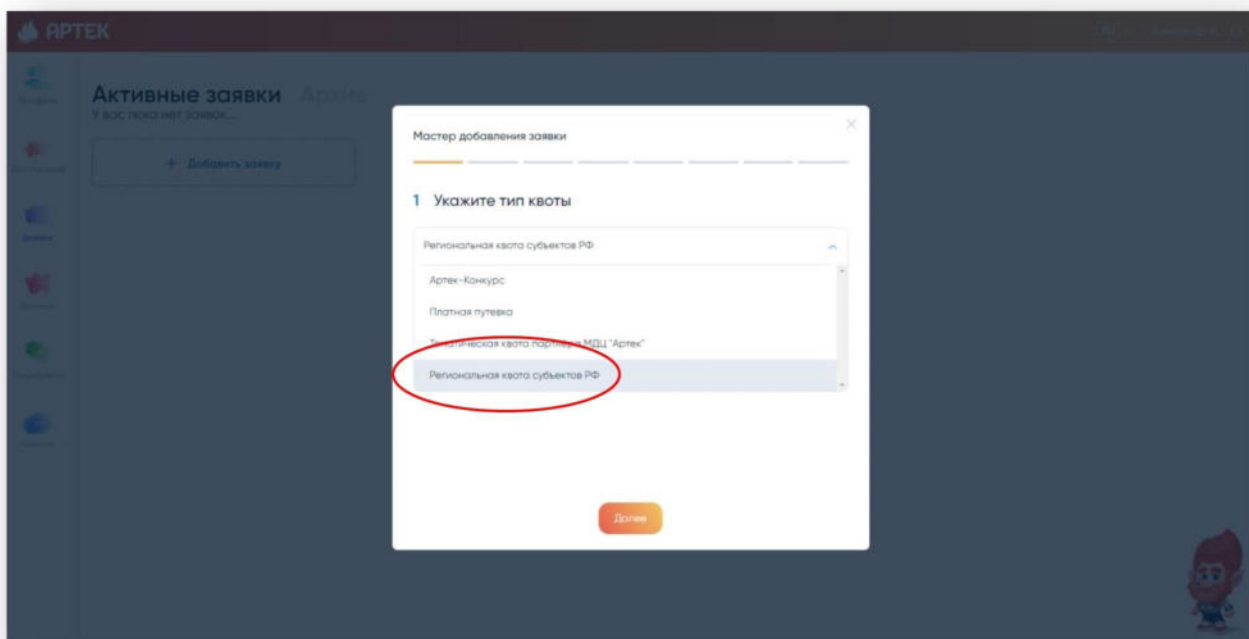 АРТЕК
Активные заявки Архив
У вас пока нет заявок...
+ Добавить заявку
Мастер добавления заявки
1 Укажите тип квоты
Региональная квота субъектов РФ
Артек-Конкурс
Платная путевка
Тематическая квота партнера МДЦ "Артек"
Региональная квота субъектов РФ
Далее